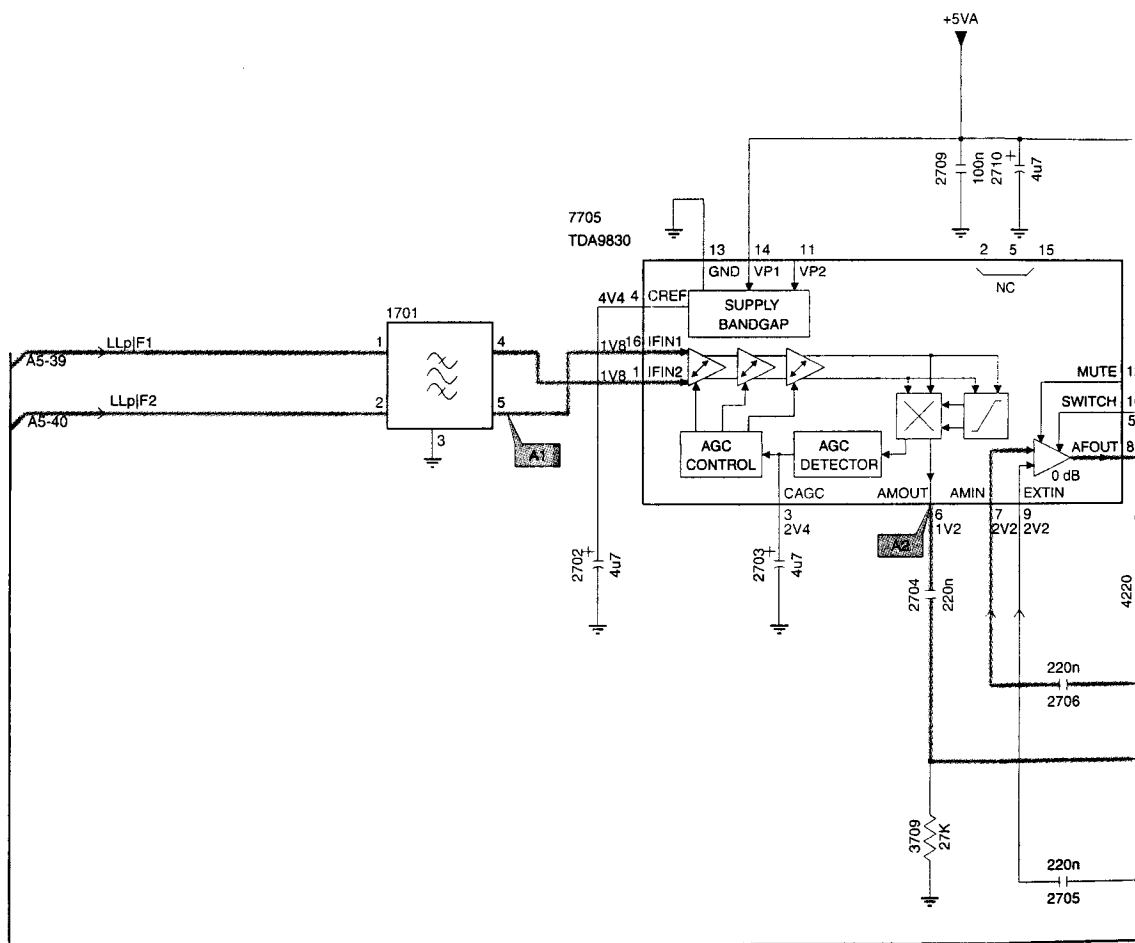 +5VA
2709
100n
2710
+
4u7
7705
TDA9830
13
14
11
2
5
15
GND
VP1
VP2
NC
4V4
4
CREF
SUPPLY
BANDGAP
1701
LLp|F1
1
4
A5-39
1V8
16
IFIN1
1V8
1
IFIN2
LLp|F2
2
5
A5-40
3
A1
MUTE
SWITCH
5
AFOUT
8
0 dB
AGC
CONTROL
AGC
DETECTOR
CAGC
AMOUT
AMIN
EXTIN
3
6
7
9
2V4
1V2
2V2
2V2
A2
2702
+
4u7
2703
+
4u7
2704
220n
4220
220n
2706
3709
27K
220n
2705